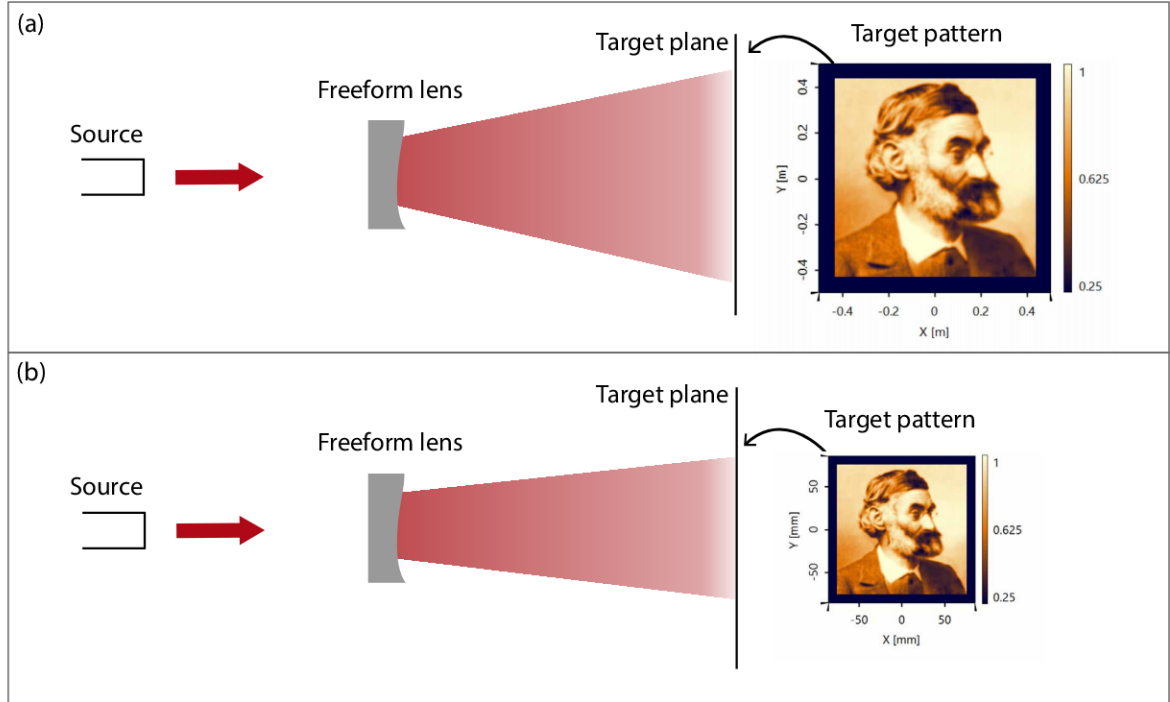 (a)
Target plane
Target pattern
Freeform lens
Source
1
0.625
0.25
0.4
0.2
0
-0.2
-0.4
Y [m]
-0.4 -0.2 0 0.2 0.4
X [m]
(b)
Target plane
Target pattern
Freeform lens
Source
1
0.625
0.25
50
0
-50
Y [mm]
-50 0 50
X [mm]